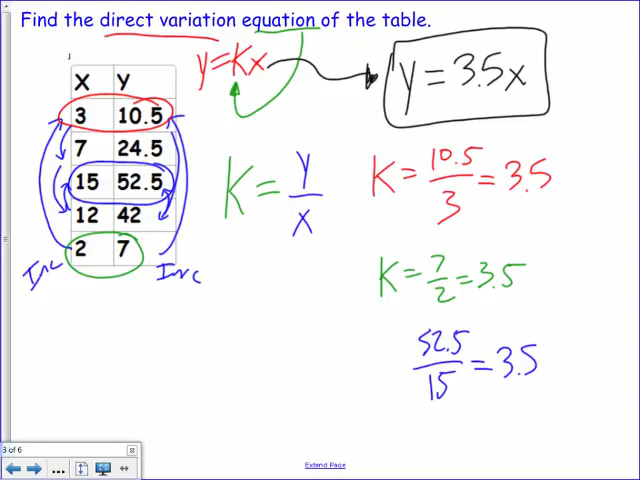 Find the direct variation equation of the table.
y=Kx
y=3.5x
X Y
3 10.5
7 24.5
15 52.5
12 42
2 7
Inc Inc
K = y/x
K = 10.5/3 = 3.5
K = 7/2 = 3.5
52.5/15 = 3.5
3 of 6
...
Extend Page